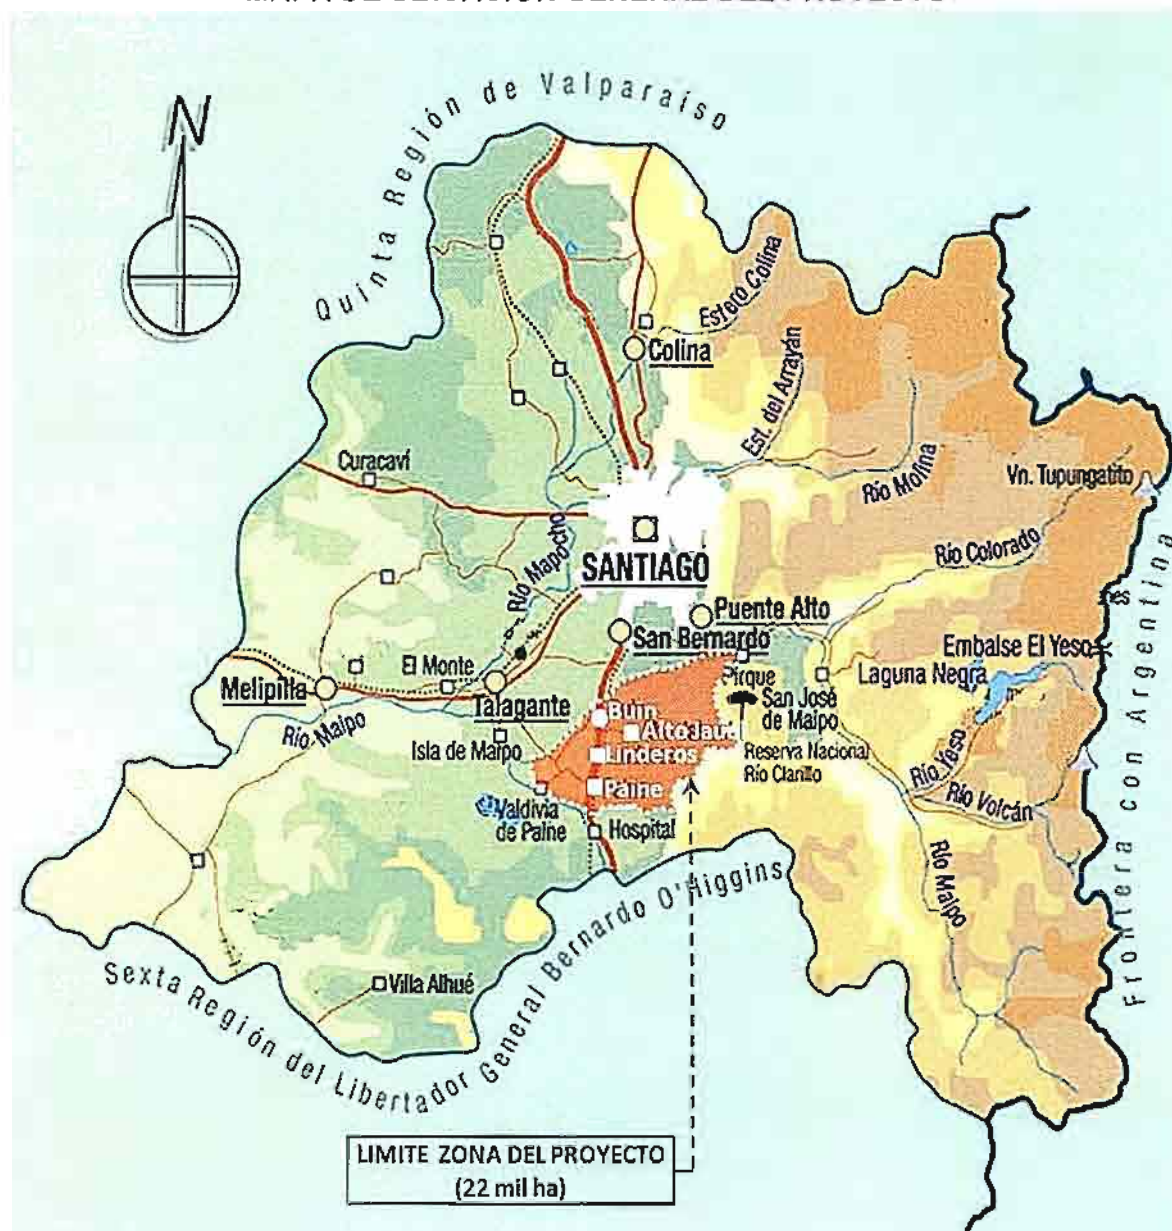 N
Quinta Región de Valparaíso
Estero Colina
Colina
Est. del Arrayán
Curacaví
Río Molina
Vn. Tupungatito
Río Mapocho
Río Colorado
SANTIAGO
Puente Alto
San Bernardo
Embalse El Yeso
El Monte
Pirque
Laguna Negra
Melipilla
Talagante
San José
de Maipo
Buin
Río Maipo
Alto Jahuel
Isla de Maipo
Linderos
Reserva Nacional
Río Clarillo
Río Yeso
Paine
Río Volcán
Valdivia
de Paine
Hospital
Río Maipo
Frontera con Argentina
Villa Alhué
Sexta Región del Libertador General Bernardo O'Higgins
LIMITE ZONA DEL PROYECTO
(22 mil ha)